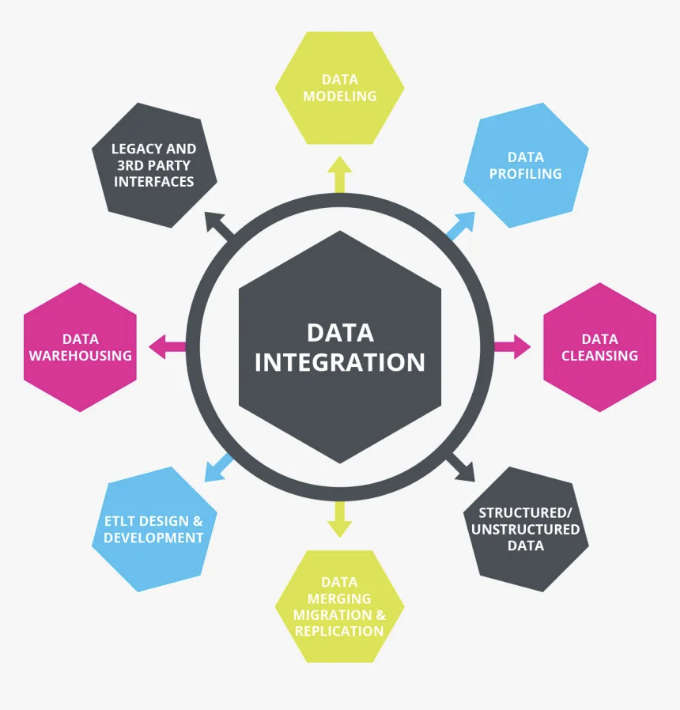 DATA
MODELING
LEGACY AND
3RD PARTY
INTERFACES
DATA
PROFILING
DATA
WAREHOUSING
DATA
INTEGRATION
DATA
CLEANSING
ETLT DESIGN &
DEVELOPMENT
STRUCTURED/
UNSTRUCTURED
DATA
DATA
MERGING
MIGRATION &
REPLICATION